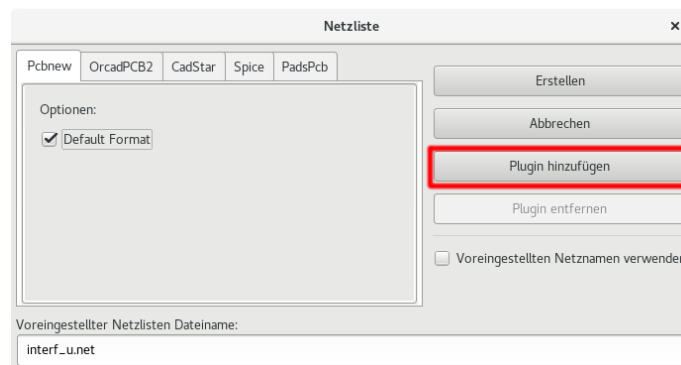 Netzliste
Pcbnew OrcadPCB2 CadStar Spice PadsPcb
Optionen:
Default Format
Erstellen
Abbrechen
Plugin hinzufügen
Plugin entfernen
Voreingestellten Netznamen verwenden
Voreingestellter Netzlisten Dateiname:
interf_u.net